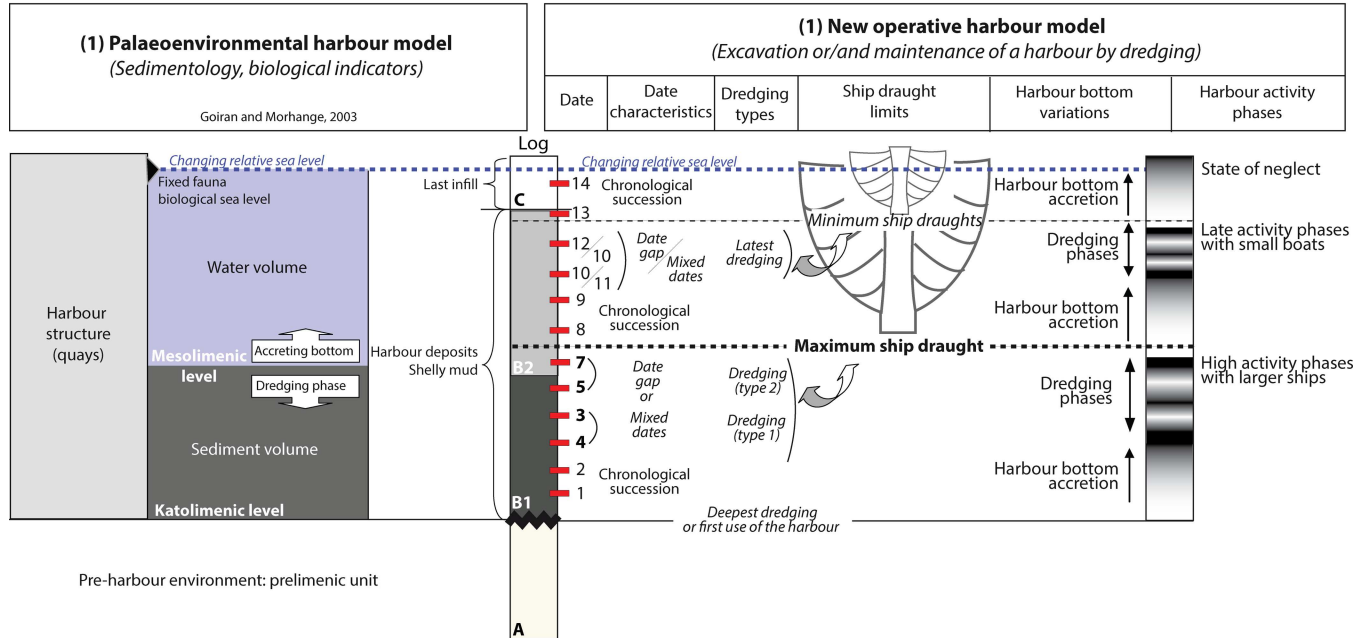 (1) Palaeoenvironmental harbour model
(Sedimentology, biological indicators)
Goiran and Morhange, 2003
(1) New operative harbour model
(Excavation or/and maintenance of a harbour by dredging)
Date
Date
characteristics
Dredging
types
Ship draught
limits
Harbour bottom
variations
Harbour activity
phases
Harbour
structure
(quays)
Changing relative sea level
Fixed fauna
biological sea level
Water volume
Accreting bottom
Mesolimenic
level
Dredging phase
Sediment volume
Katolimenic level
Pre-harbour environment: prelimenic unit
Log
Last infill
Harbour deposits
Shelly mud
C
B2
B1
A
Changing relative sea level
14
13
12
10
10
11
9
8
7
5
3
4
2
1
Chronological
succession
Date
gap
Mixed
dates
Chronological
succession
Date
gap
or
Mixed
dates
Chronological
succession
Latest
dredging
Dredging
(type 2)
Dredging
(type 1)
Minimum ship draughts
Maximum ship draught
Deepest dredging
or first use of the harbour
Harbour bottom
accretion
Dredging
phases
Harbour bottom
accretion
Dredging
phases
Harbour bottom
accretion
State of neglect
Late activity phases
with small boats
High activity phases
with larger ships